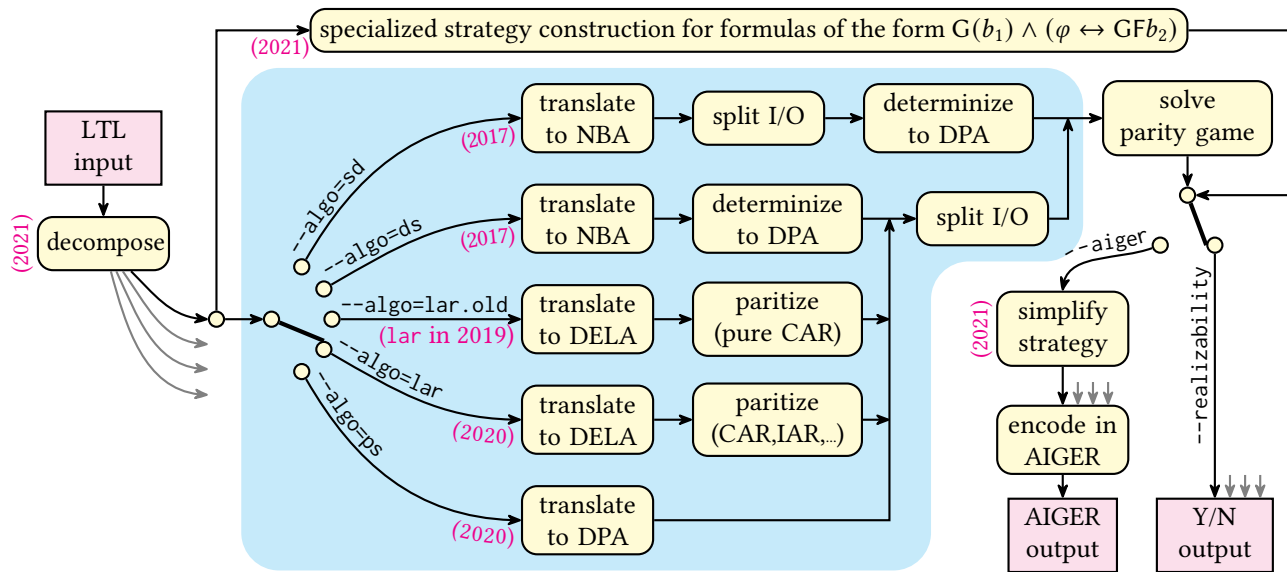 specialized strategy construction for formulas of the form G(b₁) ∧ (φ ↔ GFb₂)
(2021)
LTL
input
(2021)
decompose
--algo=sd
(2017)
translate
to NBA
split I/O
determinize
to DPA
solve
parity game
--algo=ds
(2017)
translate
to NBA
determinize
to DPA
split I/O
--algo=lar.old
(lar in 2019)
translate
to DELA
paritize
(pure CAR)
--algo=lar
(2020)
translate
to DELA
paritize
(CAR,IAR,...)
--algo=ps
(2020)
translate
to DPA
--aiger
(2021)
simplify
strategy
--realizability
encode in
AIGER
AIGER
output
Y/N
output